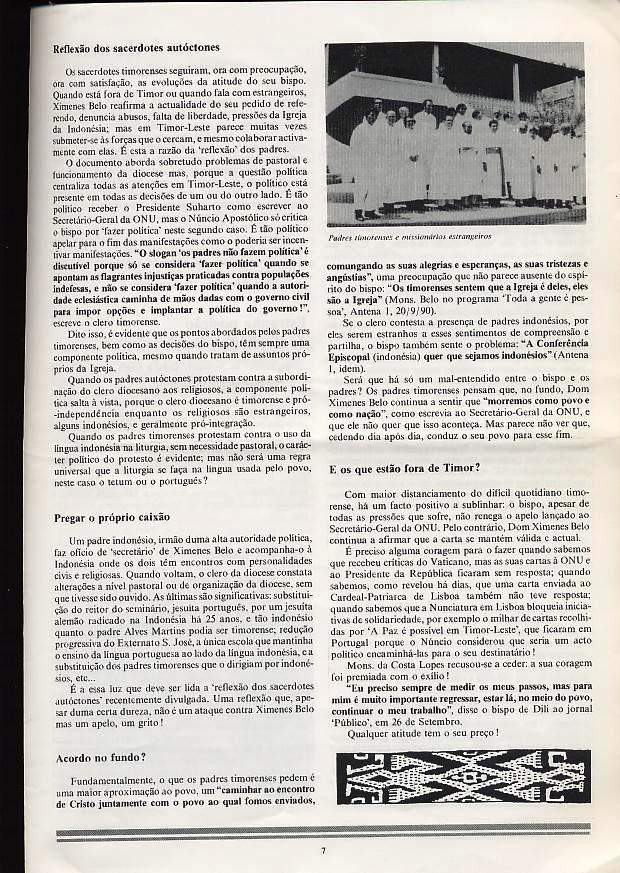 Reflexão dos sacerdotes autóctones
Os sacerdotes timorenses seguiram, ora com preocupação,
ora com satisfação, as evoluções da atitude do seu bispo.
Quando está fora de Timor ou quando fala com estrangeiros,
Ximenes Belo reafirma a actualidade do seu pedido de refe-
rendo, denuncia abusos, falta de liberdade, pressões da Igreja
da Indonésia; mas em Timor-Leste parece muitas vezes
submeter-se às forças que o cercam, e mesmo colaborar activa-
mente com elas. É esta a razão da 'reflexão' dos padres.
O documento aborda sobretudo problemas de pastoral e
funcionamento da diocese mas, porque a questão política
centraliza todas as atenções em Timor-Leste, o político está
presente em todas as decisões de um ou do outro lado. É tão
político receber o Presidente Suharto como escrever ao
Secretário-Geral da ONU, mas o Núncio Apostólico só critica
o bispo por 'fazer política' neste segundo caso. É tão político
apelar para o fim das manifestações como o poderia ser incen-
tivar manifestações. "O slogan 'os padres não fazem política' é
discutível porque só se considera 'fazer política' quando se
apontam as flagrantes injustiças praticadas contra populações
indefesas, e não se considera 'fazer política' quando a autori-
dade eclesiástica caminha de mãos dadas com o governo civil
para impor opções e implantar a política do governo!",
escreve o clero timorense.
Dito isso, é evidente que os pontos abordados pelos padres
timorenses, bem como as decisões do bispo, têm sempre uma
componente política, mesmo quando tratam de assuntos pró-
prios da Igreja.
Quando os padres autóctones protestam contra a subordi-
nação do clero diocesano aos religiosos, a componente polí-
tica salta à vista, porque o clero diocesano é timorense e pró-
-independência enquanto os religiosos são estrangeiros,
alguns indonésios, e geralmente pró-integração.
Quando os padres timorenses protestam contra o uso da
língua indonésia na liturgia, sem necessidade pastoral, o carác-
ter político do protesto é evidente; mas não será uma regra
universal que a liturgia se faça na língua usada pelo povo,
neste caso o tetum ou o português?
Pregar o próprio caixão
Um padre indonésio, irmão duma alta autoridade política,
faz ofício de 'secretário' de Ximenes Belo e acompanha-o à
Indonésia onde os dois têm encontros com personalidades
civis e religiosas. Quando voltam, o clero da diocese constata
alterações a nível pastoral ou de organização da diocese, sem
que tivesse sido ouvido. As últimas são significativas: substitui-
ção do reitor do seminário, jesuita português, por um jesuíta
alemão radicado na Indonésia há 25 anos, e tão indonésio
quanto o padre Alves Martins podia ser timorense; redução
progressiva do Externato S. José, a única escola que mantinha
o ensino da língua portuguesa ao lado da língua indonésia, e a
substituição dos padres timorenses que o dirigiam por indoné-
sios, etc...
É a essa luz que deve ser lida a 'reflexão dos sacerdotes
autóctones' recentemente divulgada. Uma reflexão que, ape-
sar duma certa dureza, não é um ataque contra Ximenes Belo
mas um apelo, um grito!
Acordo no fundo?
Fundamentalmente, o que os padres timorenses pedem é
uma maior aproximação ao povo, um "caminhar ao encontro
de Cristo juntamente com o povo ao qual fomos enviados,
Padres timorenses e missionários estrangeiros
comungando as suas alegrias e esperanças, as suas tristezas e
angústias", uma preocupação que não parece ausente do espí-
rito do bispo: "Os timorenses sentem que a Igreja é deles, eles
são a Igreja" (Mons. Belo no programa 'Toda a gente é pes-
soa', Antena 1, 20/9/90).
Se o clero contesta a presença de padres indonésios, por
eles serem estranhos a esses sentimentos de compreensão e
Partilha, o bispo também sente o problema: "A Conferência
Episcopal (indonésia) quer que sejamos indonésios" (Antena
1, idem).
Será que há só um mal-entendido entre o bispo e os
padres? Os padres timorenses pensam que, no fundo, Dom
Ximenes Belo continua a sentir que "morremos como povo e
como nação", como escrevia ao Secretário-Geral da ONU, e
que ele não quer que isso aconteça. Mas parece não ver que,
cedendo dia após dia, conduz o seu povo para esse fim.
E os que estão fora de Timor?
Com maior distanciamento do difícil quotidiano timo-
rense, há um facto positivo a sublinhar: o bispo, apesar de
todas as pressões que sofre, não renega o apelo lançado ao
Secretário-Geral da ONU. Pelo contrário, Dom Ximenes Belo
continua a afirmar que a carta se mantém válida e actual.
É preciso alguma coragem para o fazer quando sabemos
que recebeu críticas do Vaticano, mas as suas cartas à ONU e
ao Presidente da República ficaram sem resposta; quando
sabemos, como revelou há dias, que uma carta enviada ao
Cardeal-Patriarca de Lisboa também não teve resposta;
quando sabemos que a Nunciatura em Lisboa bloqueia inicia-
tivas de solidariedade, por exemplo o milhar de cartas recolhi-
das por 'A Paz é possível em Timor-Leste', que ficaram em
Portugal porque o Núncio considerou que seria um acto
político encaminhá-las para o seu destinatário!
Mons. da Costa Lopes recusou-se a ceder: a sua coragem
foi premiada com o exílio!
"Eu preciso sempre de medir os meus passos, mas para
mim é muito importante regressar, estar lá, no meio do povo,
continuar o meu trabalho", disse o bispo de Díli ao jornal
'Público', em 26 de Setembro.
Qualquer atitude tem o seu preço!
7